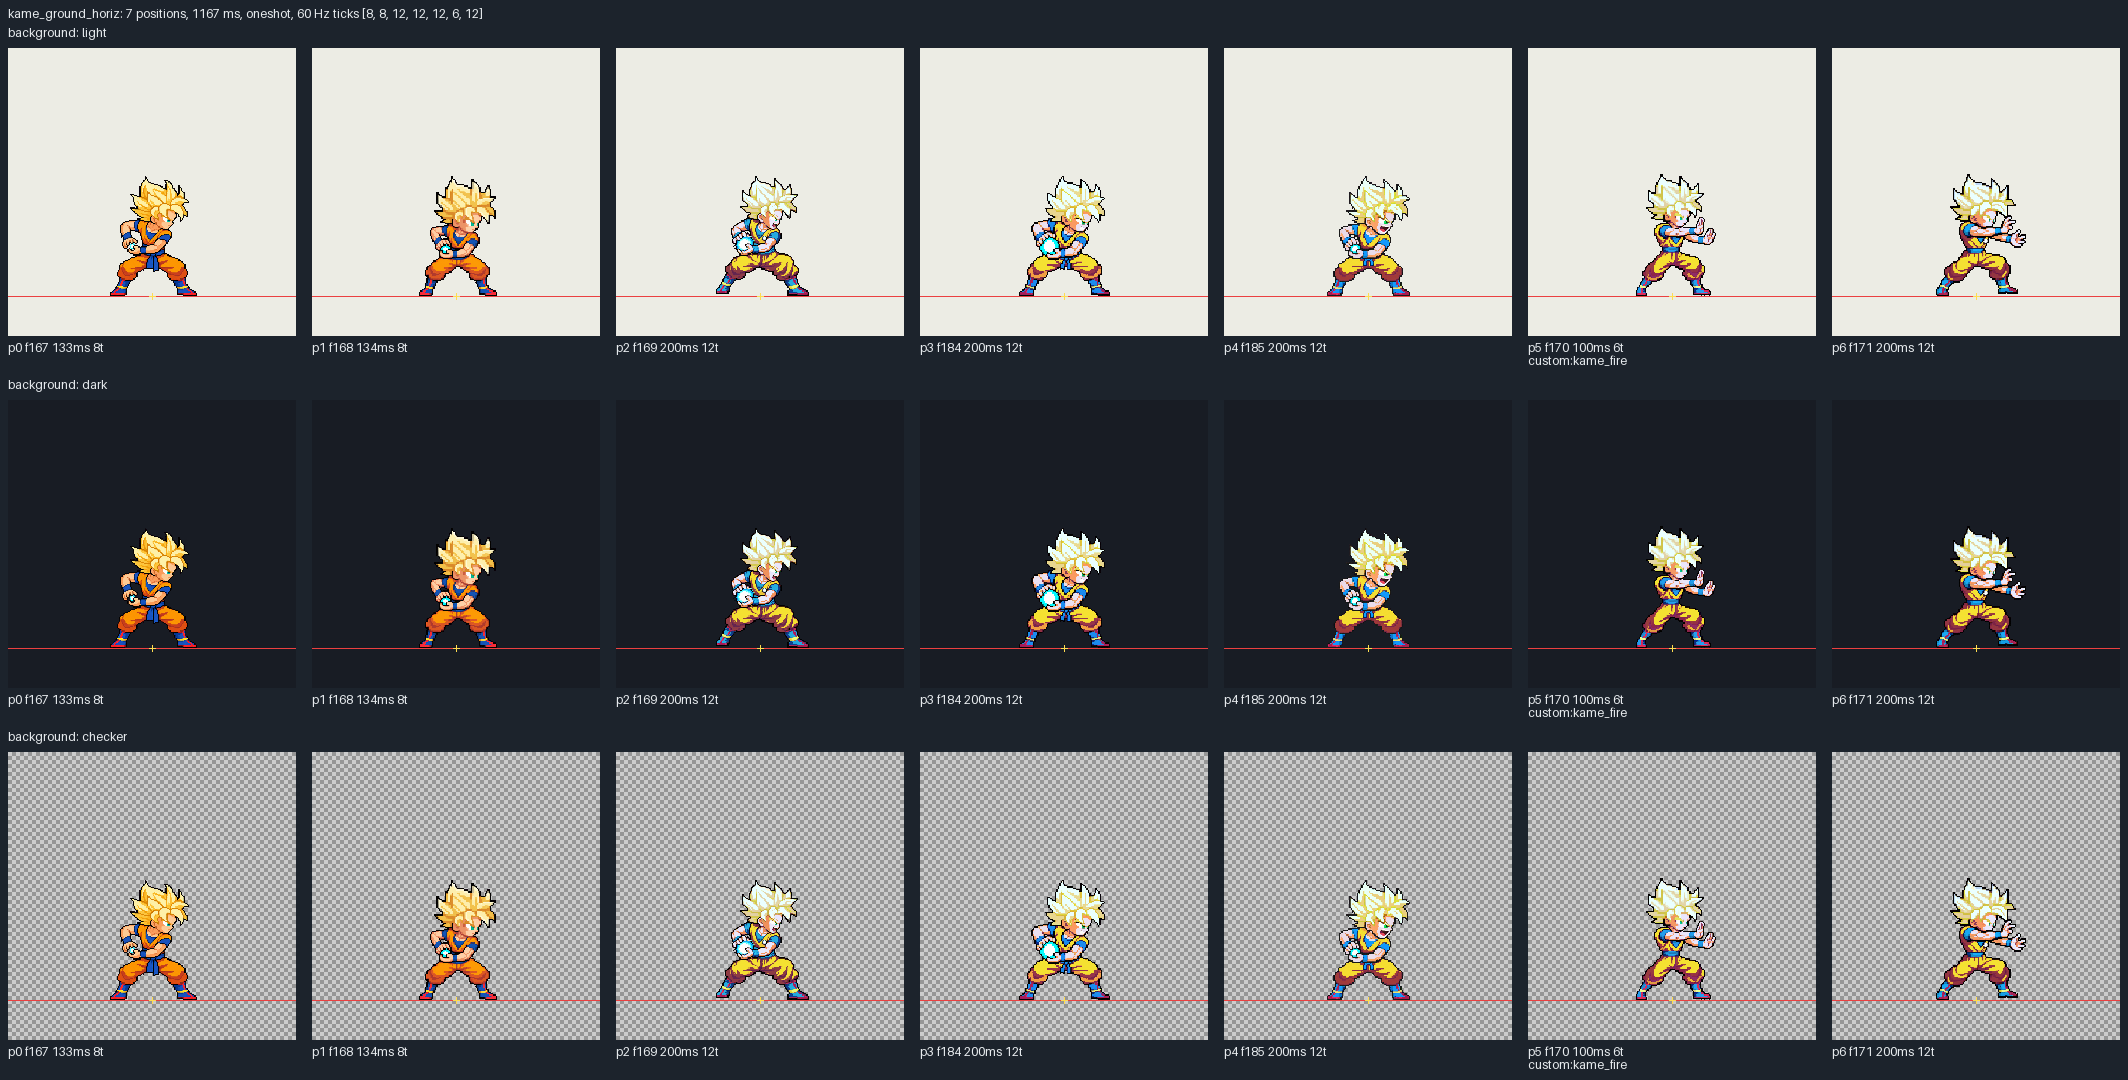 kame_ground_horiz: 7 positions, 1167 ms, oneshot, 60 Hz ticks [8, 8, 12, 12, 12, 6, 12]
background: light
p0 f167 133ms 8t
p1 f168 134ms 8t
p2 f169 200ms 12t
p3 f184 200ms 12t
p4 f185 200ms 12t
p5 f170 100ms 6t
custom:kame_fire
p6 f171 200ms 12t
background: dark
p0 f167 133ms 8t
p1 f168 134ms 8t
p2 f169 200ms 12t
p3 f184 200ms 12t
p4 f185 200ms 12t
p5 f170 100ms 6t
custom:kame_fire
p6 f171 200ms 12t
background: checker
p0 f167 133ms 8t
p1 f168 134ms 8t
p2 f169 200ms 12t
p3 f184 200ms 12t
p4 f185 200ms 12t
p5 f170 100ms 6t
custom:kame_fire
p6 f171 200ms 12t